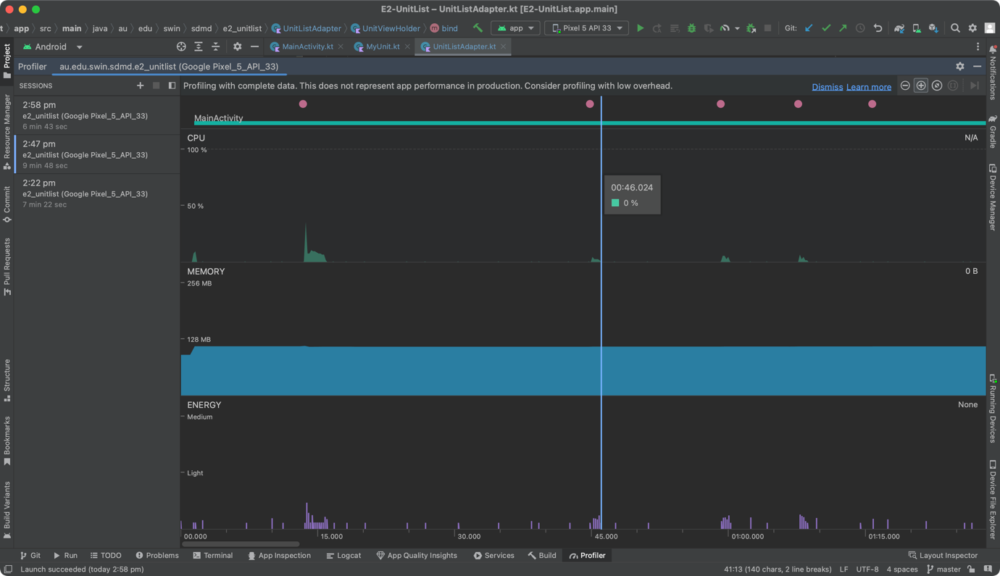 E2-UnitList – UnitListAdapter.kt [E2-UnitList.app.main]
t app src main java au edu swin sdmd e2_unitlist UnitListAdapter UnitViewHolder m bind app Pixel 5 API 33 Git:
Android MainActivity.kt MyUnit.kt UnitListAdapter.kt
Profiler au.edu.swin.sdmd.e2_unitlist (Google Pixel_5_API_33)
SESSIONS
Profiling with complete data. This does not represent app performance in production. Consider profiling with low overhead. Dismiss Learn more
2:58 pm
e2_unitlist (Google Pixel_5_API_33)
6 min 43 sec
2:47 pm
e2_unitlist (Google Pixel_5_API_33)
9 min 48 sec
2:22 pm
e2_unitlist (Google Pixel_5_API_33)
7 min 22 sec
MainActivity
CPU N/A
100 %
00:46.024
0 %
50 %
MEMORY 0 B
256 MB
128 MB
ENERGY None
Medium
Light
00.000 15.000 30.000 45.000 01:00.000 01:15.000
Project
Resource Manager
Commit
Pull Requests
Structure
Bookmarks
Build Variants
Notifications
Gradle
Device Manager
Running Devices
Device File Explorer
Git Run TODO Problems Terminal App Inspection Logcat App Quality Insights Services Build Profiler Layout Inspector
Launch succeeded (today 2:58 pm) 41:13 (140 chars, 2 line breaks) LF UTF-8 4 spaces master